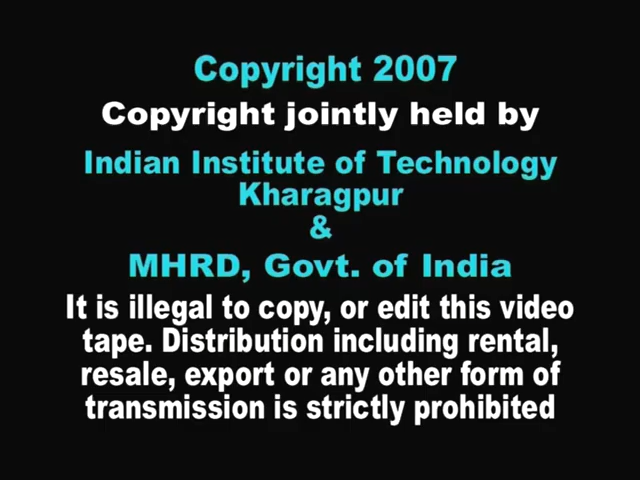 Copyright 2007
Copyright jointly held by
Indian Institute of Technology
Kharagpur
&
MHRD, Govt. of India
It is illegal to copy, or edit this video
tape. Distribution including rental,
resale, export or any other form of
transmission is strictly prohibited